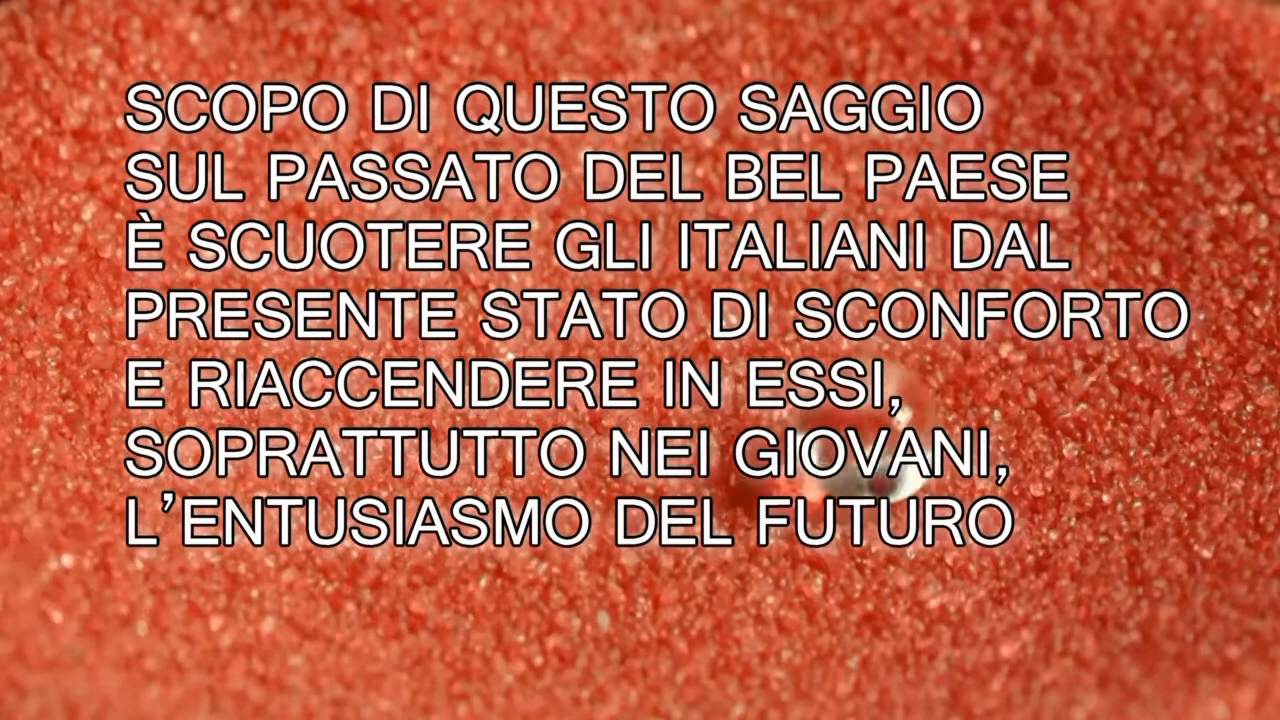 SCOPO DI QUESTO SAGGIO
SUL PASSATO DEL BEL PAESE
È SCUOTERE GLI ITALIANI DAL
PRESENTE STATO DI SCONFORTO
E RIACCENDERE IN ESSI,
SOPRATTUTTO NEI GIOVANI,
L’ENTUSIASMO DEL FUTURO